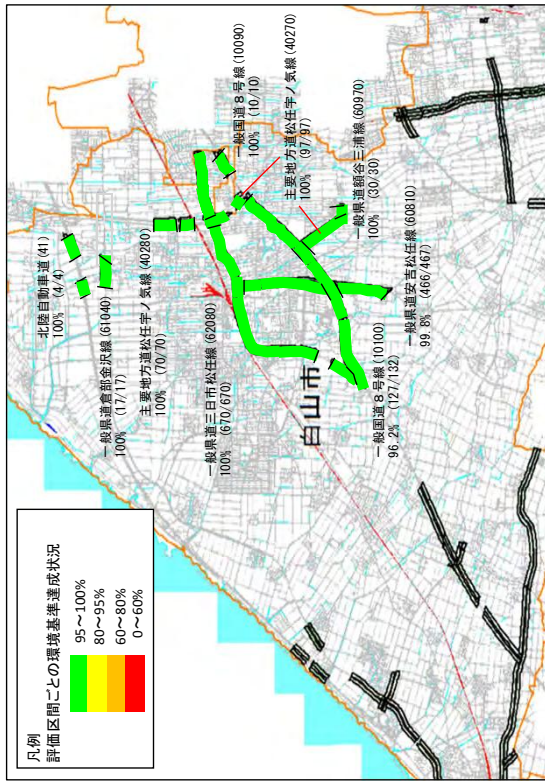 凡例
評価区間ごとの環境基準達成状況
95～100%
80～95%
60～80%
0～60%
北陸自動車道(41)
100% (4/4)
一般県道倉部金沢線(61040)
100% (17/17)
主要地方道松任宇ノ気線(40280)
100% (70/70)
一般県道三日市松任線(62080)
100% (670/670)
白山市
一般国道8号線(10100)
96.2% (127/132)
一般県道安吉松任線(60810)
99.8% (466/467)
一般県道額谷三浦線(60970)
100% (30/30)
主要地方道松任宇ノ気線(40270)
100% (97/97)
一般国道8号線(10090)
100% (10/10)